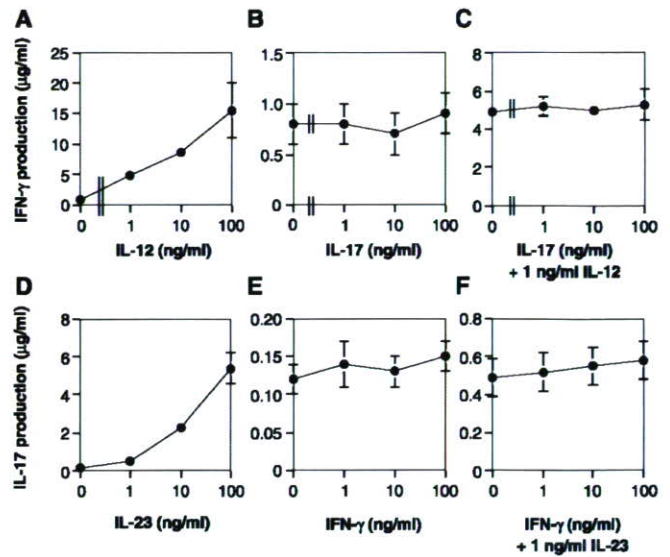 A
B
C
IFN-γ production (μg/ml)
25
20
15
10
5
0
0 1 10 100
IL-12 (ng/ml)
1.5
1.0
0.5
0
0 1 10 100
IL-17 (ng/ml)
8
6
4
2
0
0 1 10 100
IL-17 (ng/ml)
+ 1 ng/ml IL-12
D
E
F
IL-17 production (μg/ml)
8
6
4
2
0
0 1 10 100
IL-23 (ng/ml)
0.20
0.15
0.10
0.05
0
0 1 10 100
IFN-γ (ng/ml)
0.8
0.6
0.4
0.2
0
0 1 10 100
IFN-γ (ng/ml)
+ 1 ng/ml IL-23